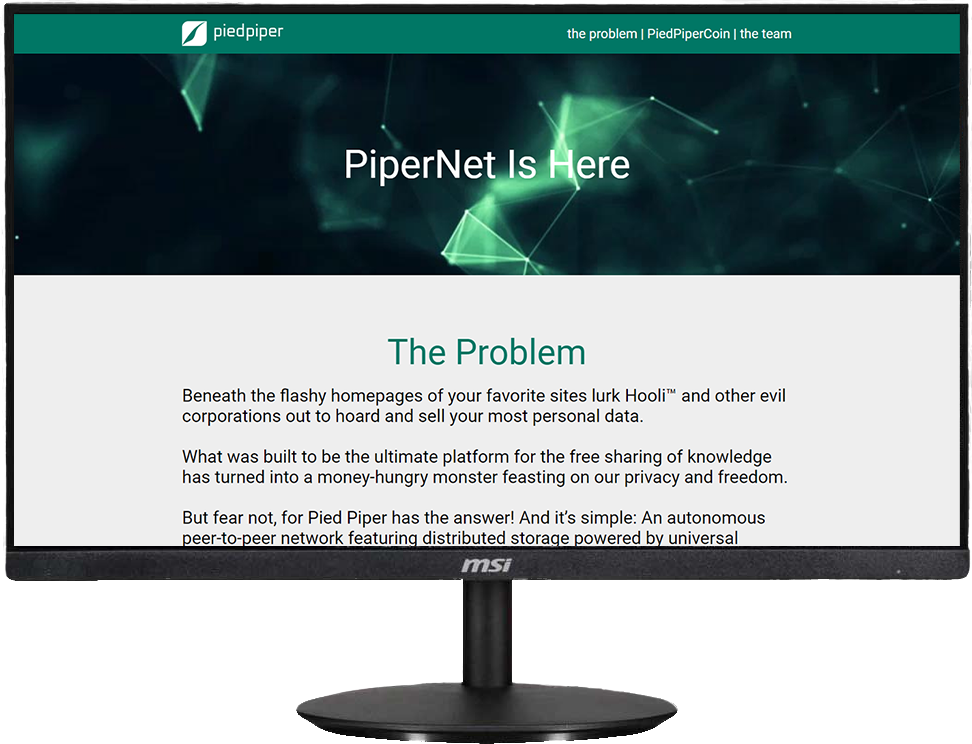 piedpiper
the problem | PiedPiperCoin | the team
PiperNet Is Here
The Problem
Beneath the flashy homepages of your favorite sites lurk Hooli™ and other evil
corporations out to hoard and sell your most personal data.
What was built to be the ultimate platform for the free sharing of knowledge
has turned into a money-hungry monster feasting on our privacy and freedom.
But fear not, for Pied Piper has the answer! And it's simple: An autonomous
peer-to-peer network featuring distributed storage powered by universal
msi